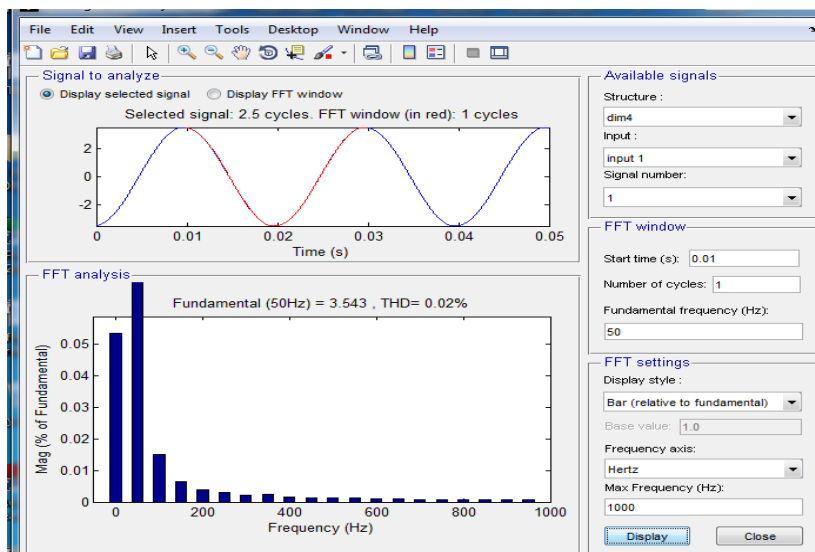 File Edit View Insert Tools Desktop Window Help
Signal to analyze
Display selected signal Display FFT window
Selected signal: 2.5 cycles. FFT window (in red): 1 cycles
2
0
-2
0 0.01 0.02 0.03 0.04 0.05
Time (s)
FFT analysis
Fundamental (50Hz) = 3.543 , THD= 0.02%
Mag (% of Fundamental)
0.05
0.04
0.03
0.02
0.01
0
0 200 400 600 800 1000
Frequency (Hz)
Available signals
Structure :
dim4
Input :
input 1
Signal number:
1
FFT window
Start time (s): 0.01
Number of cycles: 1
Fundamental frequency (Hz):
50
FFT settings
Display style :
Bar (relative to fundamental)
Base value: 1.0
Frequency axis:
Hertz
Max Frequency (Hz):
1000
Display Close